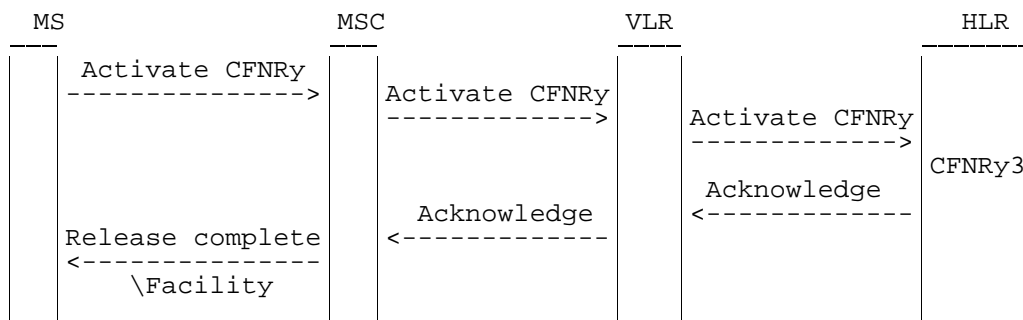 MS MSC VLR HLR
Activate CFNRy
Activate CFNRy
Activate CFNRy
CFNRy3
Acknowledge
Acknowledge
Release complete
\Facility